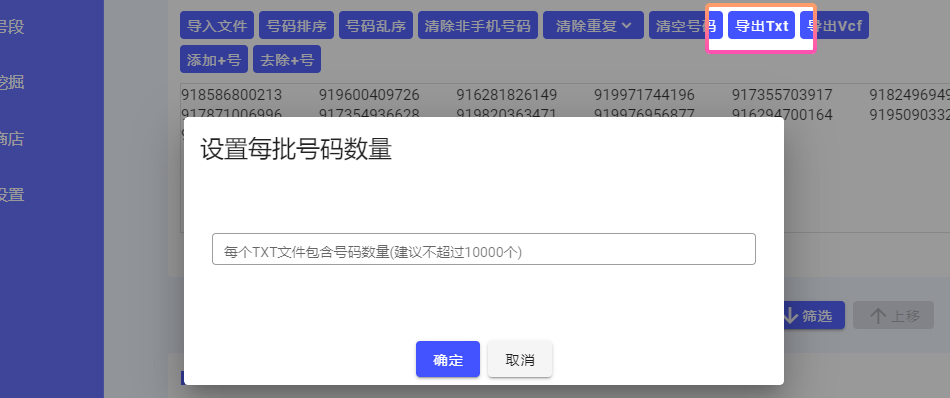 导入文件 号码排序 号码乱序 清除非手机号码 清除重复 清空号码 导出Txt 导出Vcf
号段
添加+号 去除+号
挖掘
918586800213 919600409726 916281826149 919971744196 917355703917 9182496949
917871006996 917354936628 919820363471 919976956877 916294700164 9195090332
商店
设置每批号码数量
设置
每个TXT文件包含号码数量(建议不超过10000个)
筛选 上移
确定 取消